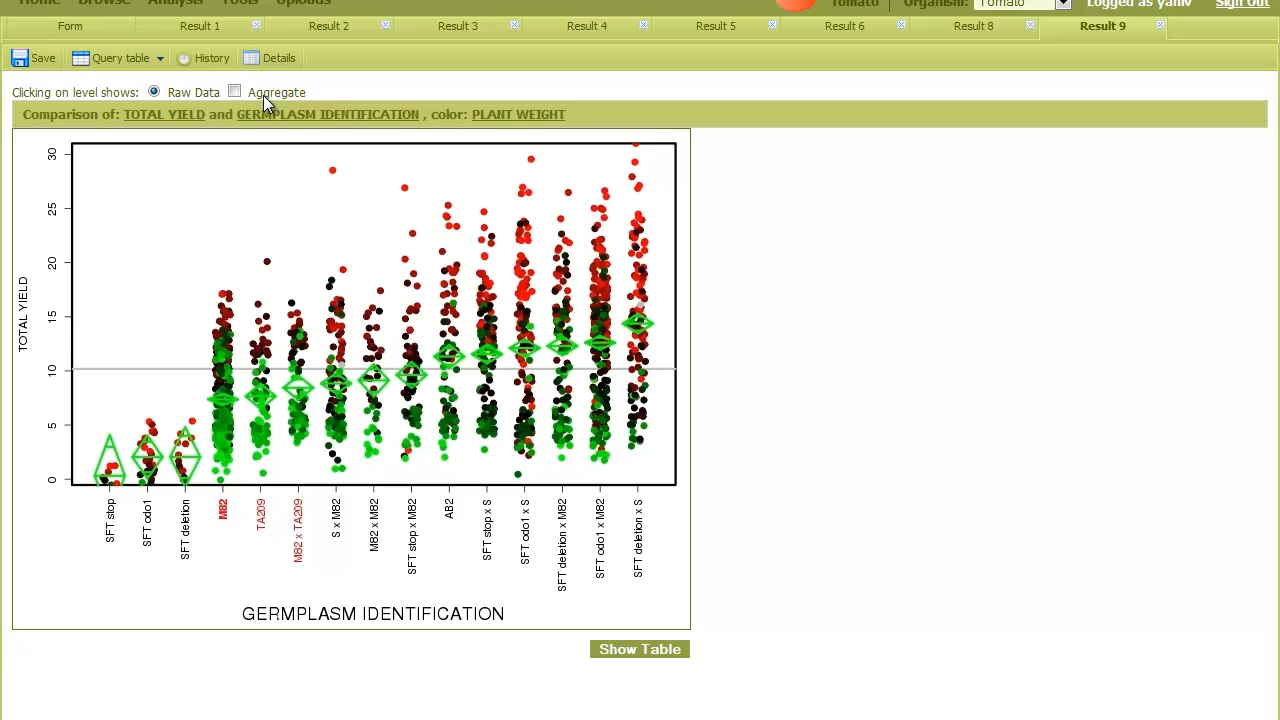 Home Browse Analysis Tools Uploads Tomato Organism: Tomato Logged as yaniv Sign Out
Form Result 1 Result 2 Result 3 Result 4 Result 5 Result 6 Result 8 Result 9
Save Query table History Details
Clicking on level shows: Raw Data Aggregate
Comparison of: TOTAL YIELD and GERMPLASM IDENTIFICATION , color: PLANT WEIGHT
30
25
20
15
10
5
0
TOTAL YIELD
SFT stop
SFT odo1
SFT deletion
M82
TA209
M82 x TA209
S x M82
M82 x M82
SFT stop x M82
AB2
SFT stop x S
SFT odo1 x S
SFT deletion x M82
SFT odo1 x M82
SFT deletion x S
GERMPLASM IDENTIFICATION
Show Table